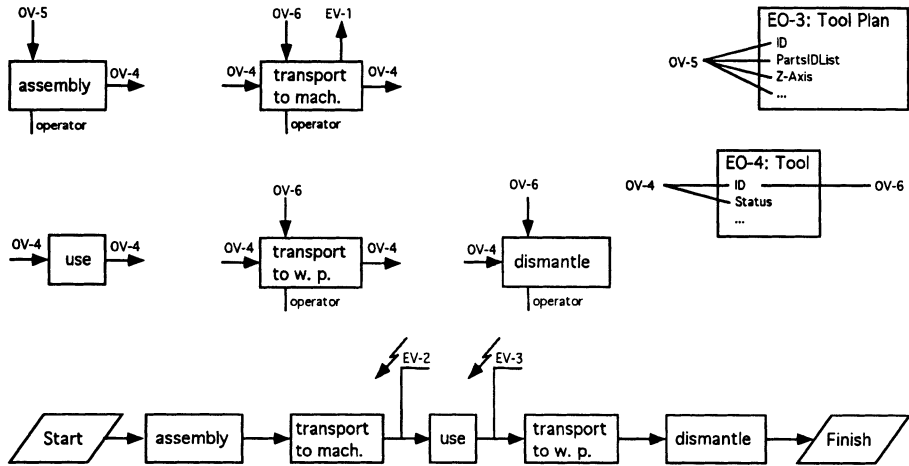 OV-5
OV-6
EV-1
EO-3: Tool Plan
ID
PartsIDList
Z-Axis
...
OV-5
assembly
OV-4
operator
OV-4
transport
to mach.
OV-4
operator
EO-4: Tool
OV-4
ID
Status
...
OV-6
OV-4
use
OV-4
OV-6
OV-4
transport
to w. p.
OV-4
operator
OV-6
OV-4
dismantle
operator
EV-2
EV-3
Start
assembly
transport
to mach.
use
transport
to w. p.
dismantle
Finish